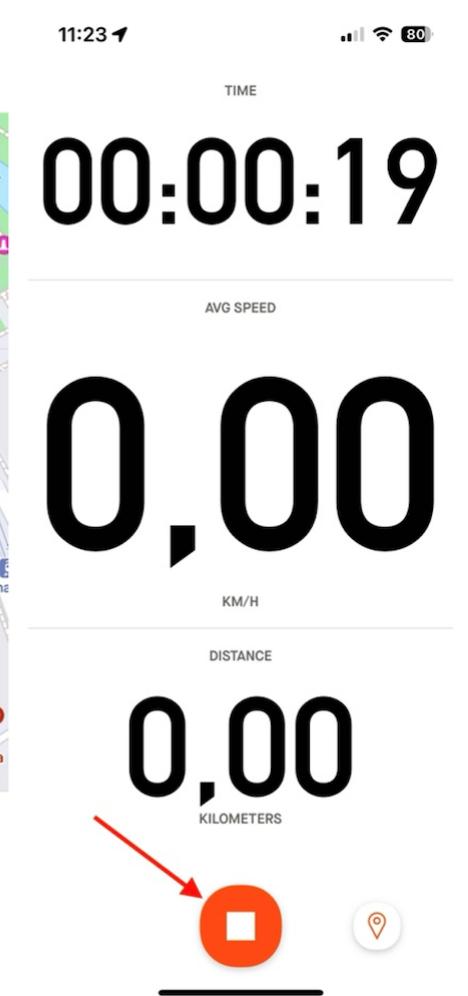 11:23
80
TIME
00:00:19
AVG SPEED
0,00
KM/H
DISTANCE
0,00
KILOMETERS